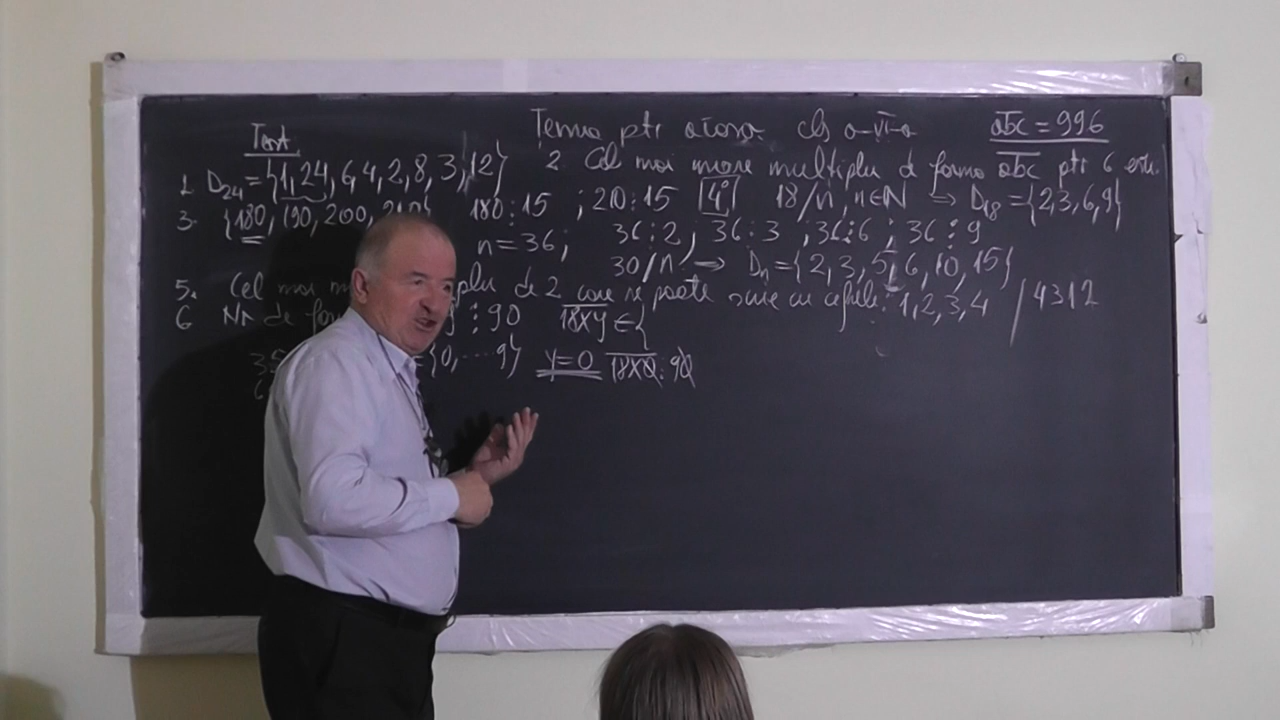 Test
Tema ptr acasa. cls a-VI-a abc = 996
1. D24={1,24,6,4,2,8,3,12}
2. Cel mai mare multiplu de forma abc ptr 6 este.
3. {180,190,200,210} 180:15 ; 210:15 4° 18/n, n∈N ⇒ D18={2,3,6,9}
n=36; 36:2, 36⋮3 ; 36⋮6 ; 36⋮9
30/n → Dn={2,3,5,6,10,15}
5. Cel mai de 2 care se poate scrie cu cifrele: 1,2,3,4 / 4312
6 Nr de ⋮90 18XY∈{
{0,...9} Y=0 18X0:90